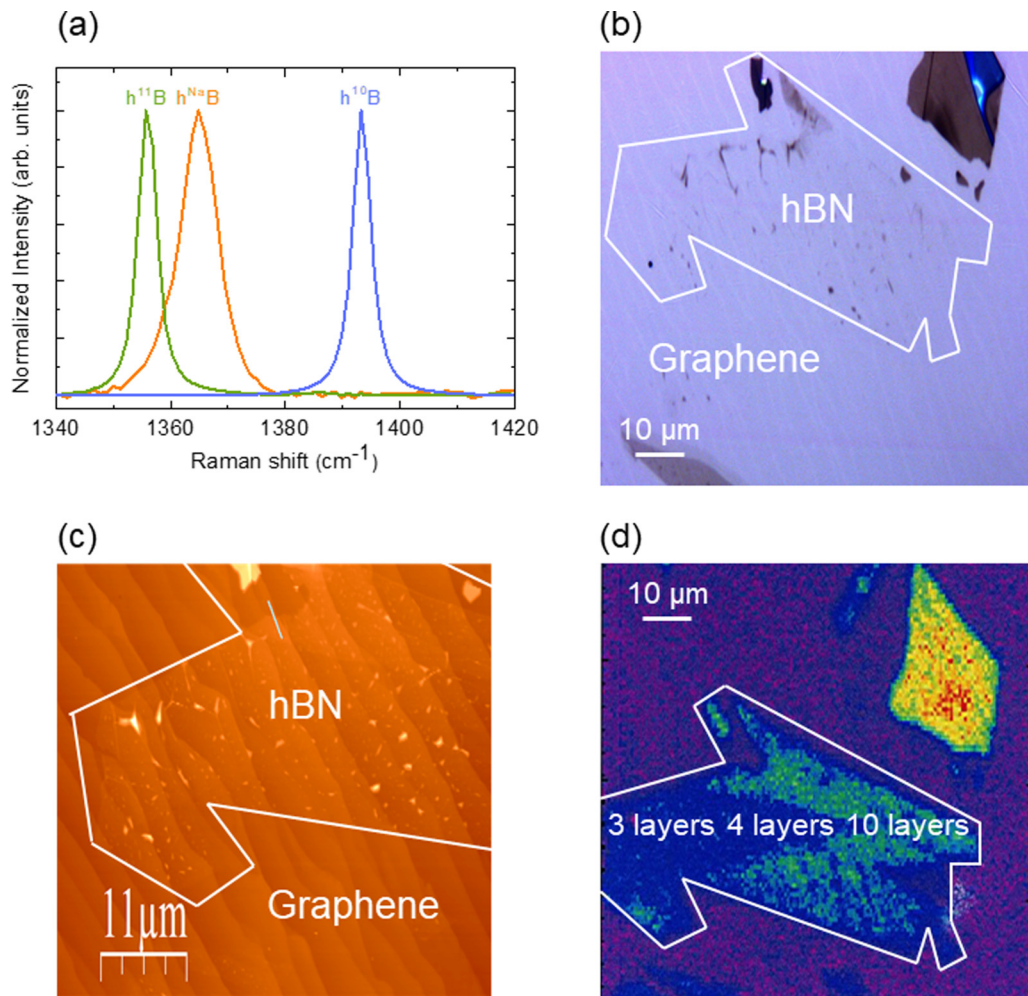 (a)
h¹¹B hᴺᵃB h¹⁰B
Normalized Intensity (arb. units)
1340 1360 1380 1400 1420
Raman shift (cm⁻¹)
(b)
hBN
Graphene
10 µm
(c)
hBN
Graphene
11µm
(d)
10 µm
3 layers 4 layers 10 layers